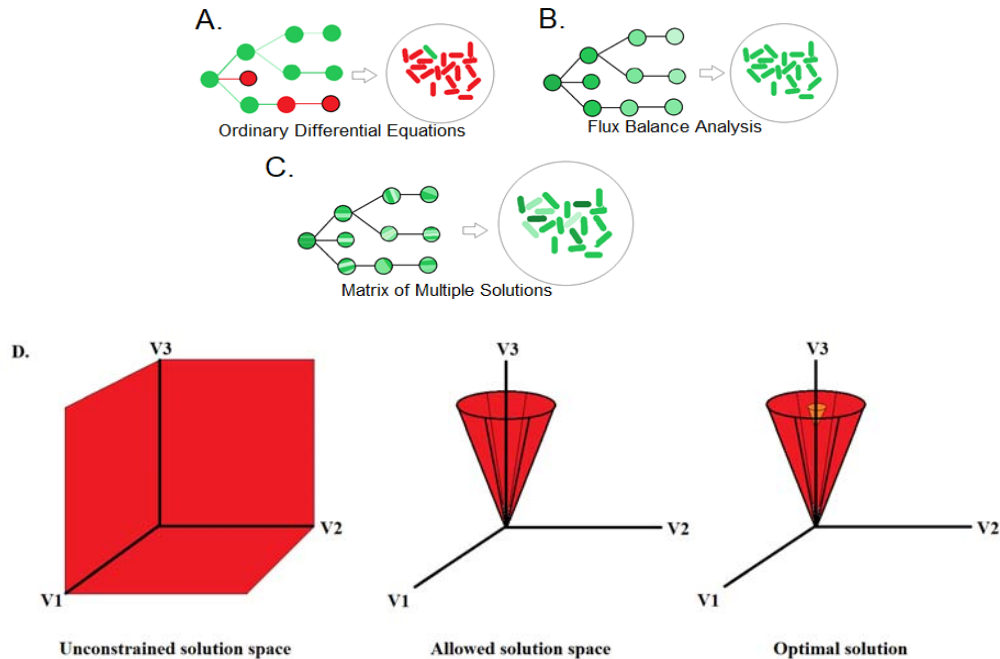 A.
Ordinary Differential Equations
B.
Flux Balance Analysis
C.
Matrix of Multiple Solutions
D.
V3
V2
V1
Unconstrained solution space
V3
V2
V1
Allowed solution space
V3
V2
V1
Optimal solution